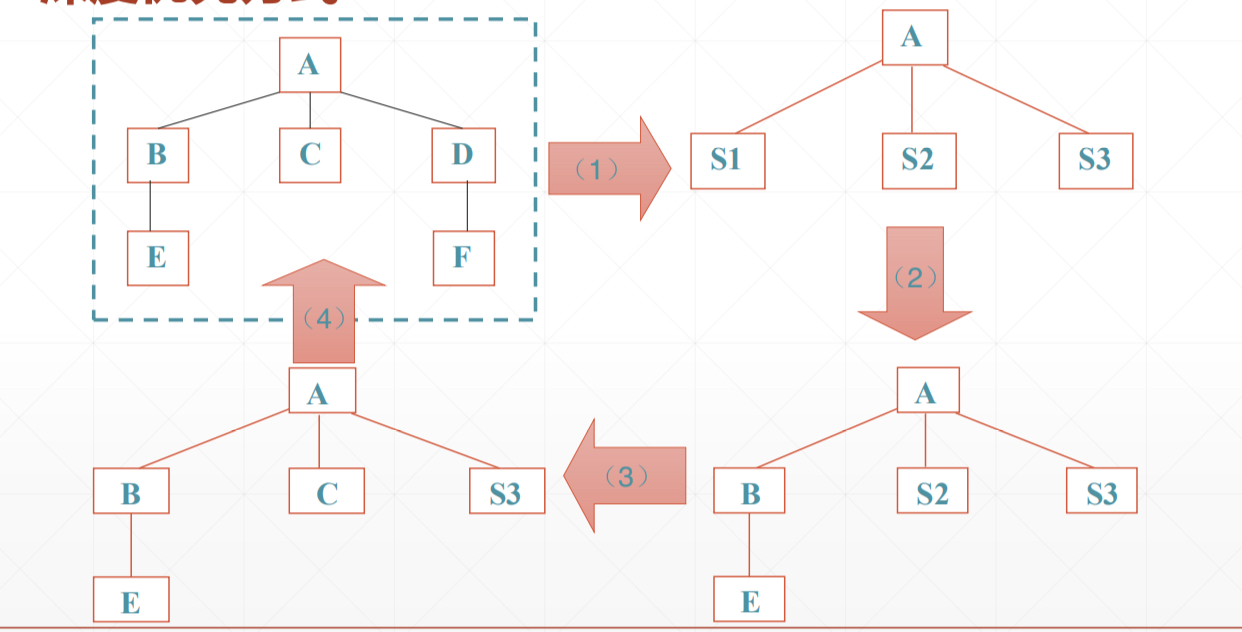 A
A
B
C
D
（1）
S1
S2
S3
E
F
（2）
（4）
A
A
B
C
S3
（3）
B
S2
S3
E
E